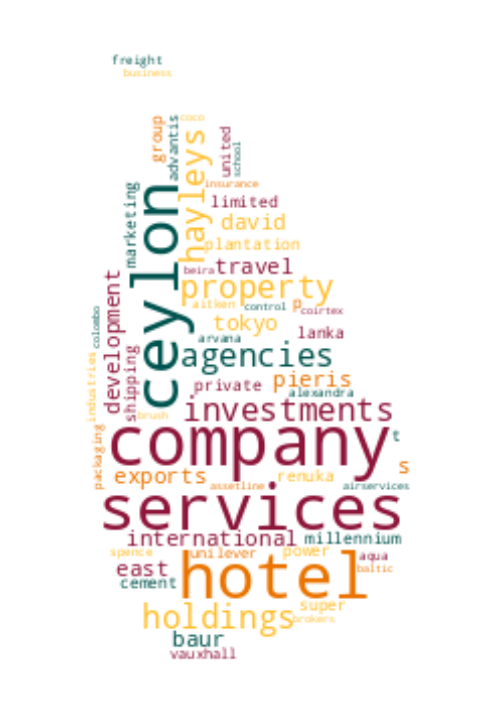 freight
business
coco
group
advantis
hayleys
united
school
insurance
marketing
ceylon
limited
david
plantation
beira
travel
property
development
aitken
control
p
coirtex
colombo
tokyo
lanka
arvana
agencies
shipping
industries
private
pieris
alexandra
brush
investments
packaging
company
t
s
exports
renuka
assetline
airservices
services
international
millennium
spence
unilever
power
aqua
east
baltic
cement
hotel
holdings
super
brokers
baur
vauxhall